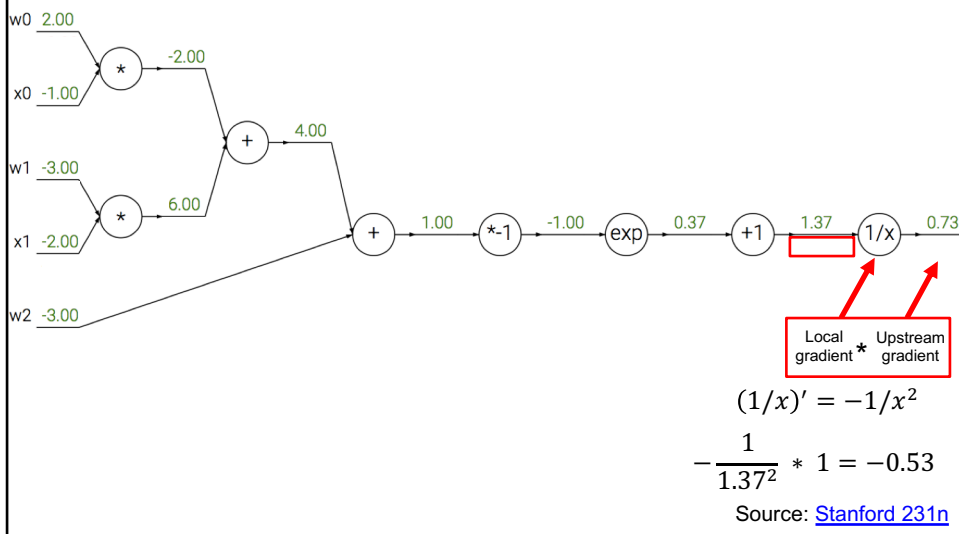 w0 2.00
-2.00
*
x0 -1.00
4.00
+
w1 -3.00
6.00
*
x1 -2.00
+ 1.00 *-1 -1.00 exp 0.37 +1 1.37 1/x 0.73
w2 -3.00
Local gradient * Upstream gradient
(1/x)′ = −1/x²
− 1/1.37² * 1 = −0.53
Source: Stanford 231n